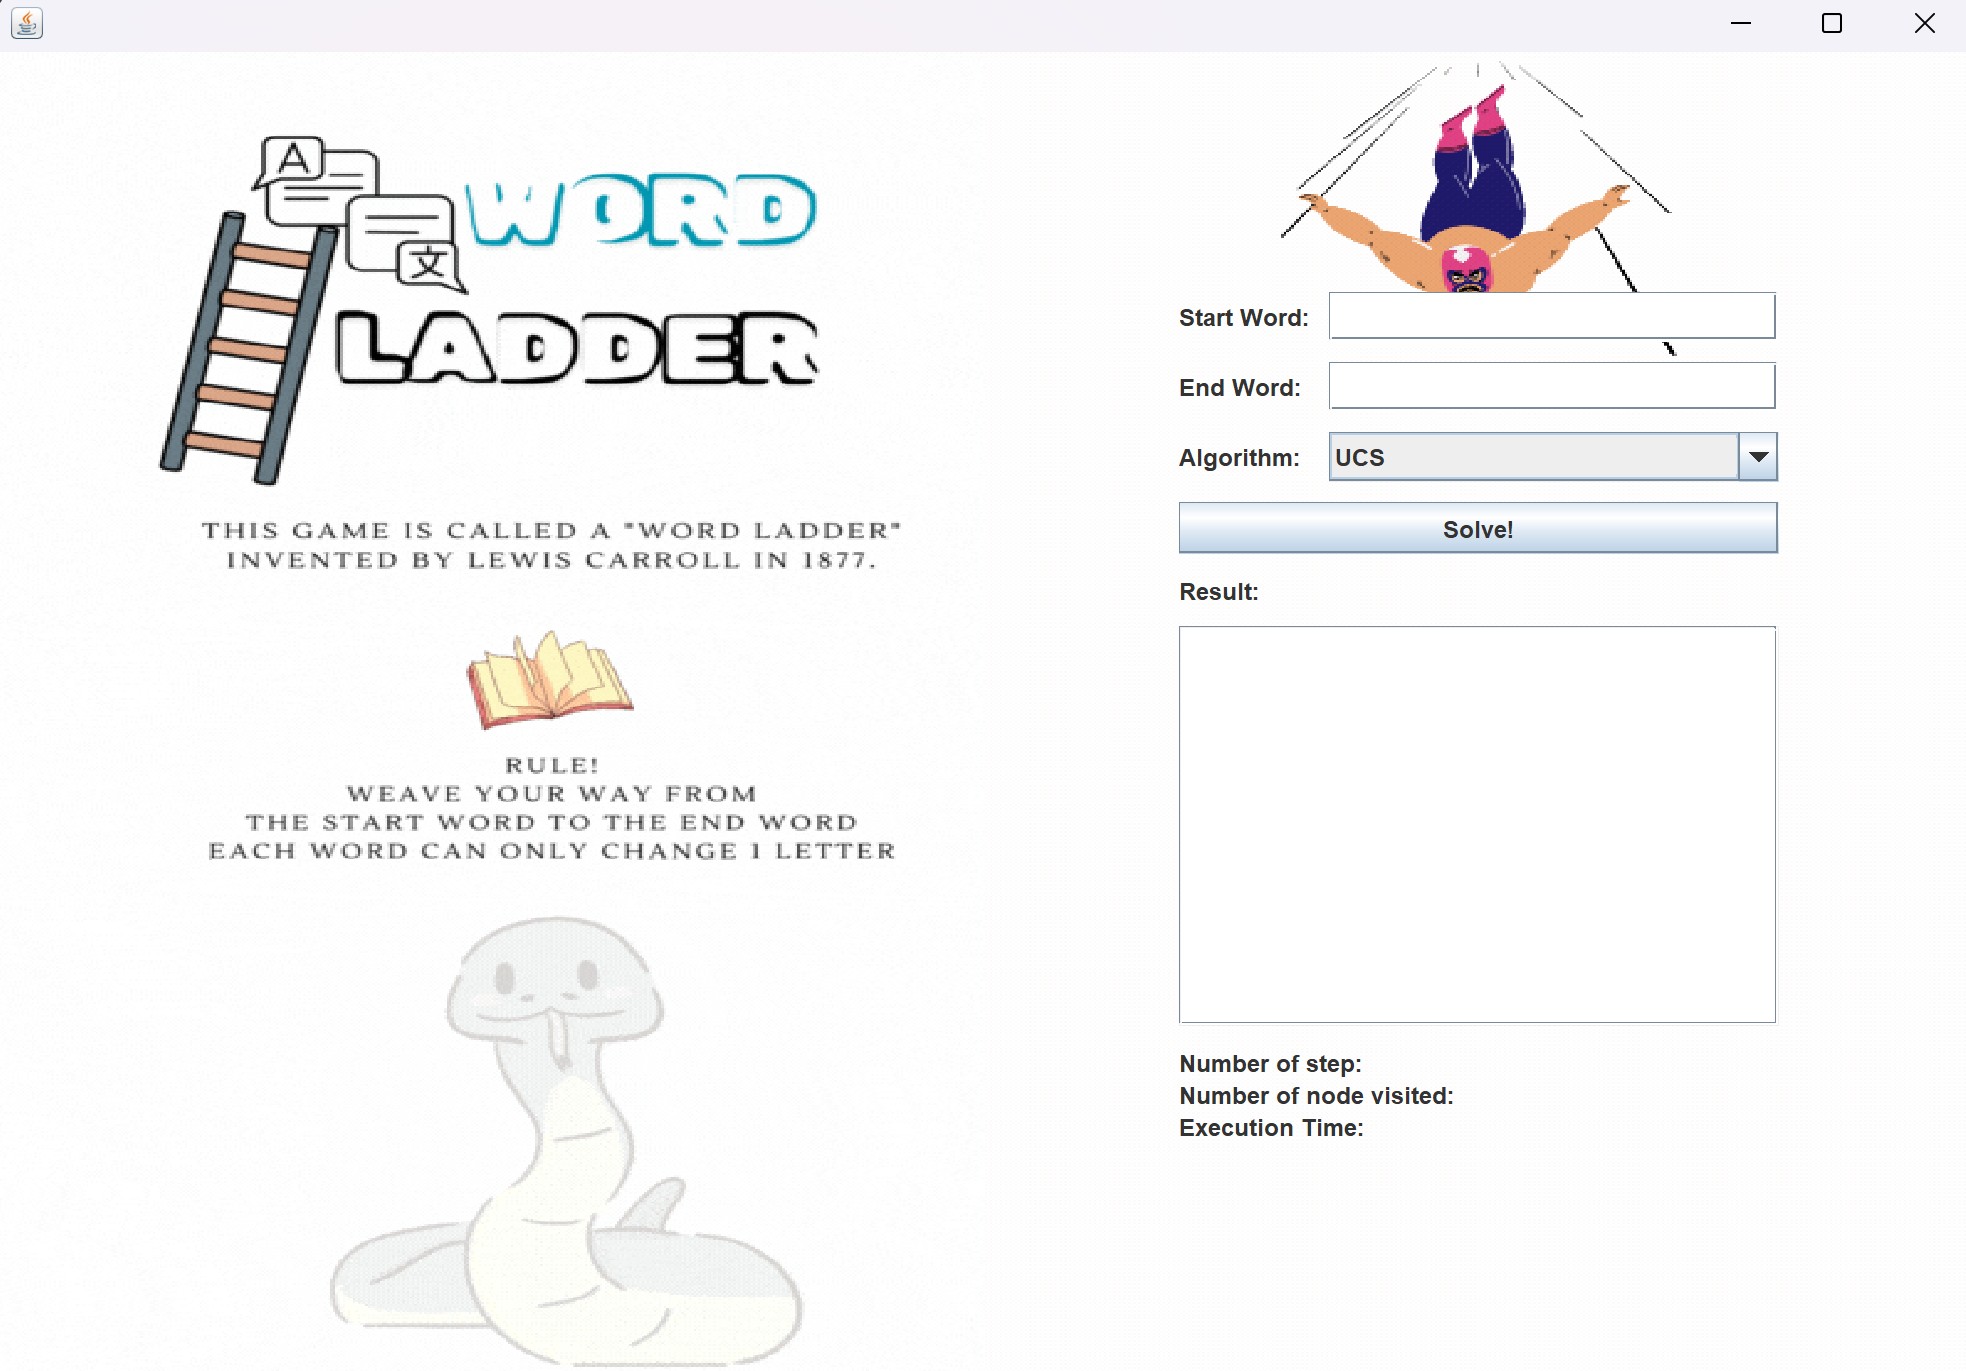 A
文
WORD
LADDER
THIS GAME IS CALLED A "WORD LADDER"
INVENTED BY LEWIS CARROLL IN 1877.
RULE!
WEAVE YOUR WAY FROM
THE START WORD TO THE END WORD
EACH WORD CAN ONLY CHANGE 1 LETTER
Start Word:
End Word:
Algorithm: UCS
Solve!
Result:
Number of step:
Number of node visited:
Execution Time: